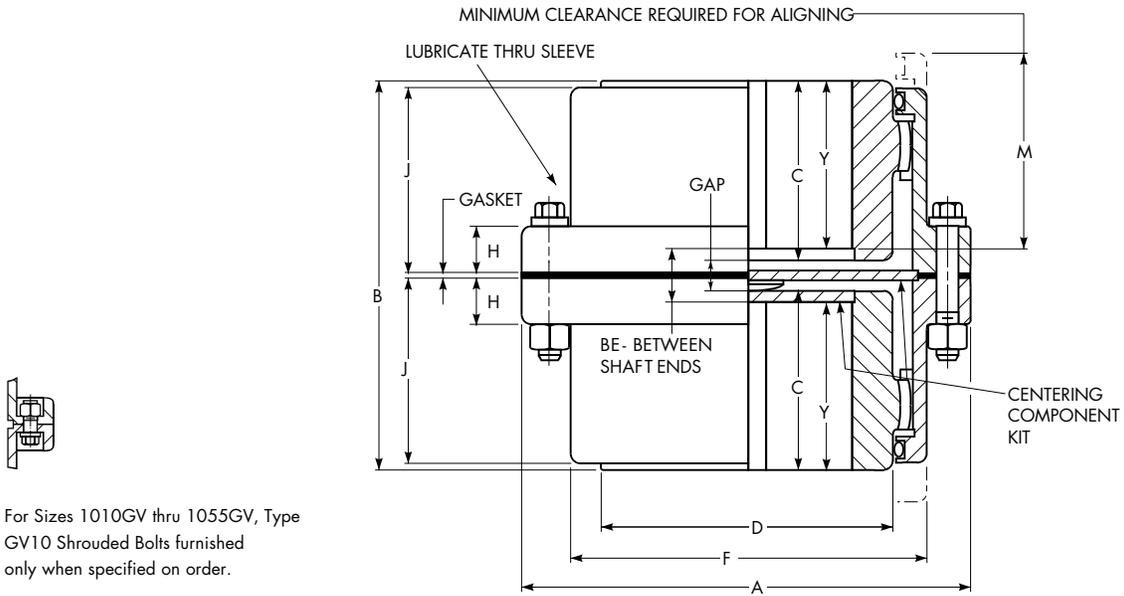 MINIMUM CLEARANCE REQUIRED FOR ALIGNING
LUBRICATE THRU SLEEVE
M
Y
C
J
GAP
GASKET
H
B
H
BE- BETWEEN
SHAFT ENDS
J
C
Y
CENTERING
COMPONENT
KIT
D
F
A
For Sizes 1010GV thru 1055GV, Type
GV10 Shrouded Bolts furnished
only when specified on order.